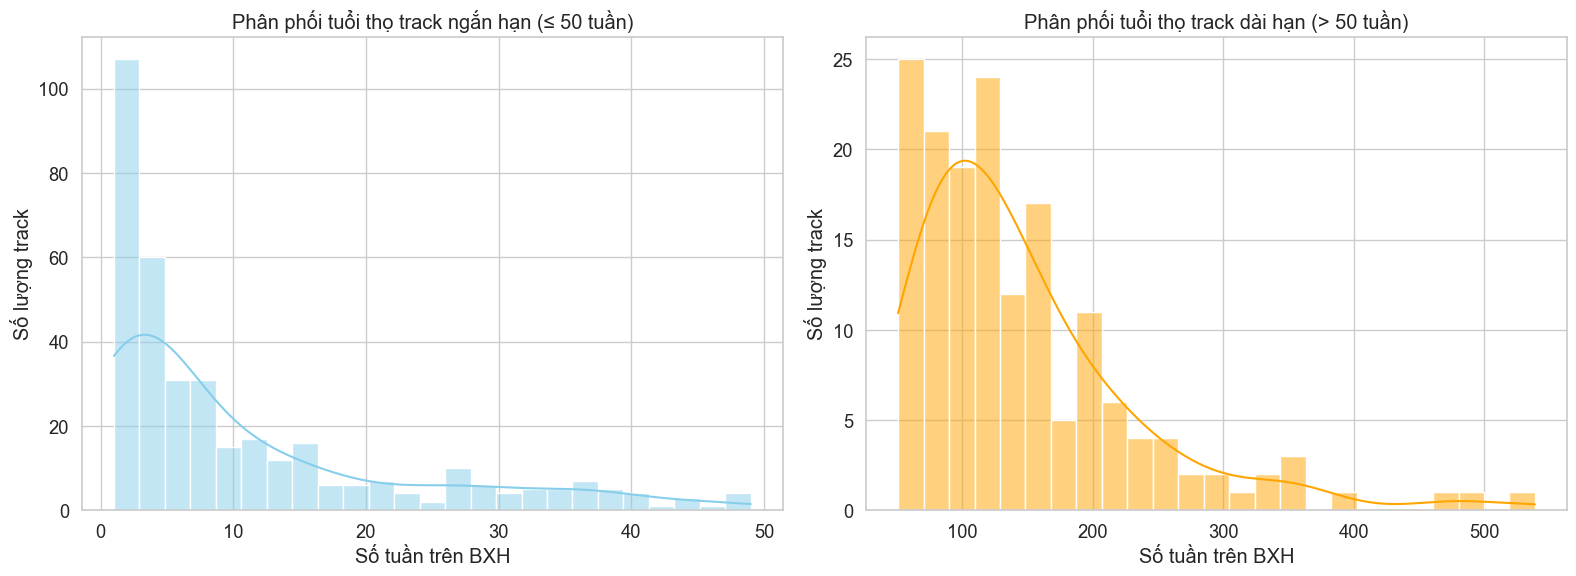 Phân phối tuổi thọ track ngắn hạn (≤ 50 tuần)
100
80
60
40
20
0
Số lượng track
0 10 20 30 40 50
Số tuần trên BXH
Phân phối tuổi thọ track dài hạn (> 50 tuần)
25
20
15
10
5
0
Số lượng track
100 200 300 400 500
Số tuần trên BXH